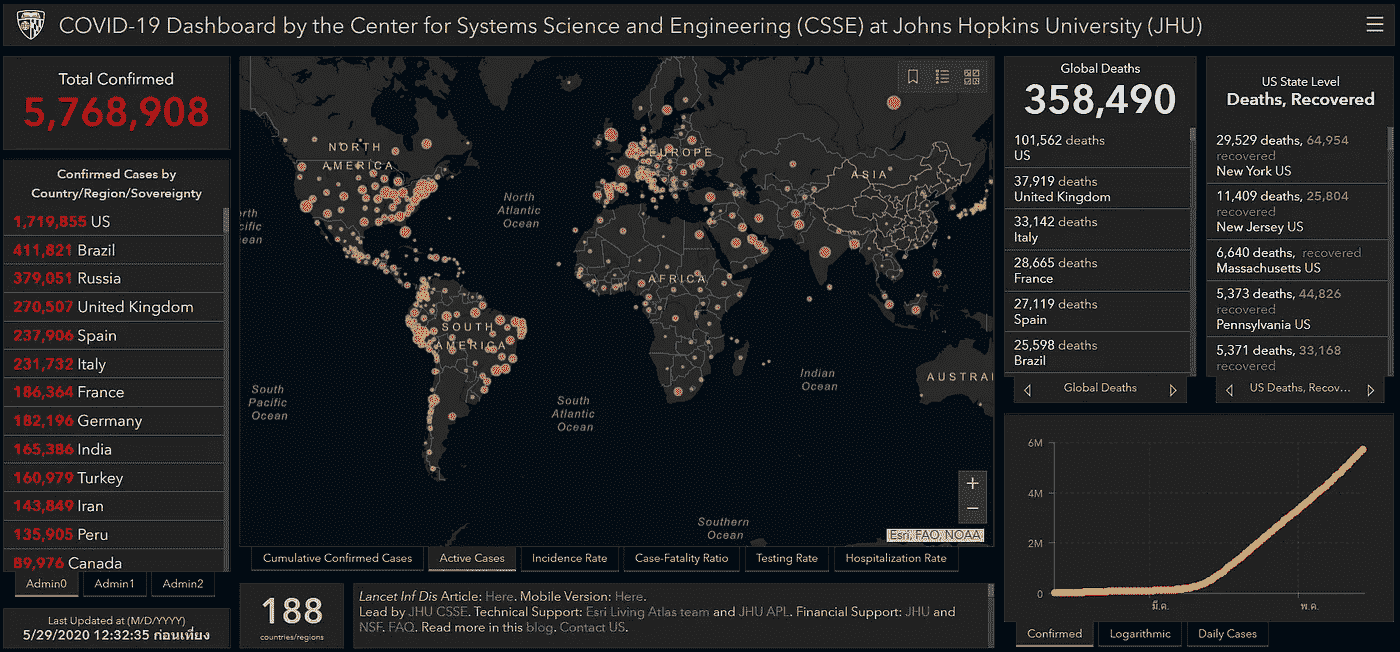 COVID-19 Dashboard by the Center for Systems Science and Engineering (CSSE) at Johns Hopkins University (JHU)
Total Confirmed
5,768,908
Confirmed Cases by
Country/Region/Sovereignty
1,719,855 US
411,821 Brazil
379,051 Russia
270,507 United Kingdom
237,906 Spain
231,732 Italy
186,364 France
182,196 Germany
165,386 India
160,979 Turkey
143,849 Iran
135,905 Peru
89,976 Canada
Admin0
Admin1
Admin2
Last Updated at (M/D/YYYY)
5/29/2020 12:32:35 ก่อนเที่ยง
NORTH
AMERICA
EUROPE
ASIA
North
Atlantic
Ocean
AFRICA
SOUTH
AMERICA
South
Pacific
Ocean
South
Atlantic
Ocean
Indian
Ocean
AUSTRAI
Southern
Ocean
+
−
Esri, FAO, NOAA
Cumulative Confirmed Cases
Active Cases
Incidence Rate
Case-Fatality Ratio
Testing Rate
Hospitalization Rate
188
countries/regions
Lancet Inf Dis Article: Here. Mobile Version: Here.
Lead by JHU CSSE. Technical Support: Esri Living Atlas team and JHU APL. Financial Support: JHU and
NSF. FAQ. Read more in this blog. Contact US.
Global Deaths
358,490
101,562 deaths
US
37,919 deaths
United Kingdom
33,142 deaths
Italy
28,665 deaths
France
27,119 deaths
Spain
25,598 deaths
Brazil
Global Deaths
US State Level
Deaths, Recovered
29,529 deaths, 64,954
recovered
New York US
11,409 deaths, 25,804
recovered
New Jersey US
6,640 deaths, recovered
Massachusetts US
5,373 deaths, 44,826
recovered
Pennsylvania US
5,371 deaths, 33,168
recovered
US Deaths, Recov...
6M
4M
2M
0
มี.ค.
พ.ค.
Confirmed
Logarithmic
Daily Cases